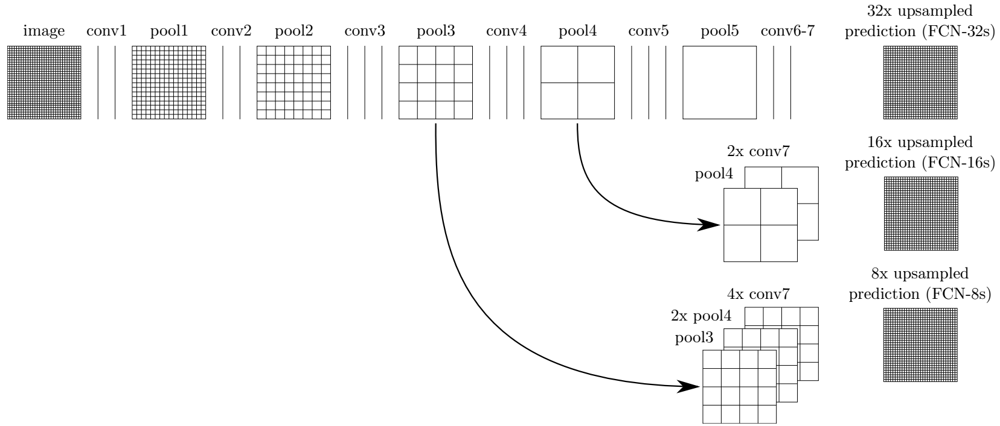 image
conv1
pool1
conv2
pool2
conv3
pool3
conv4
pool4
conv5
pool5
conv6-7
32x upsampled
prediction (FCN-32s)
16x upsampled
prediction (FCN-16s)
2x conv7
pool4
8x upsampled
prediction (FCN-8s)
4x conv7
2x pool4
pool3